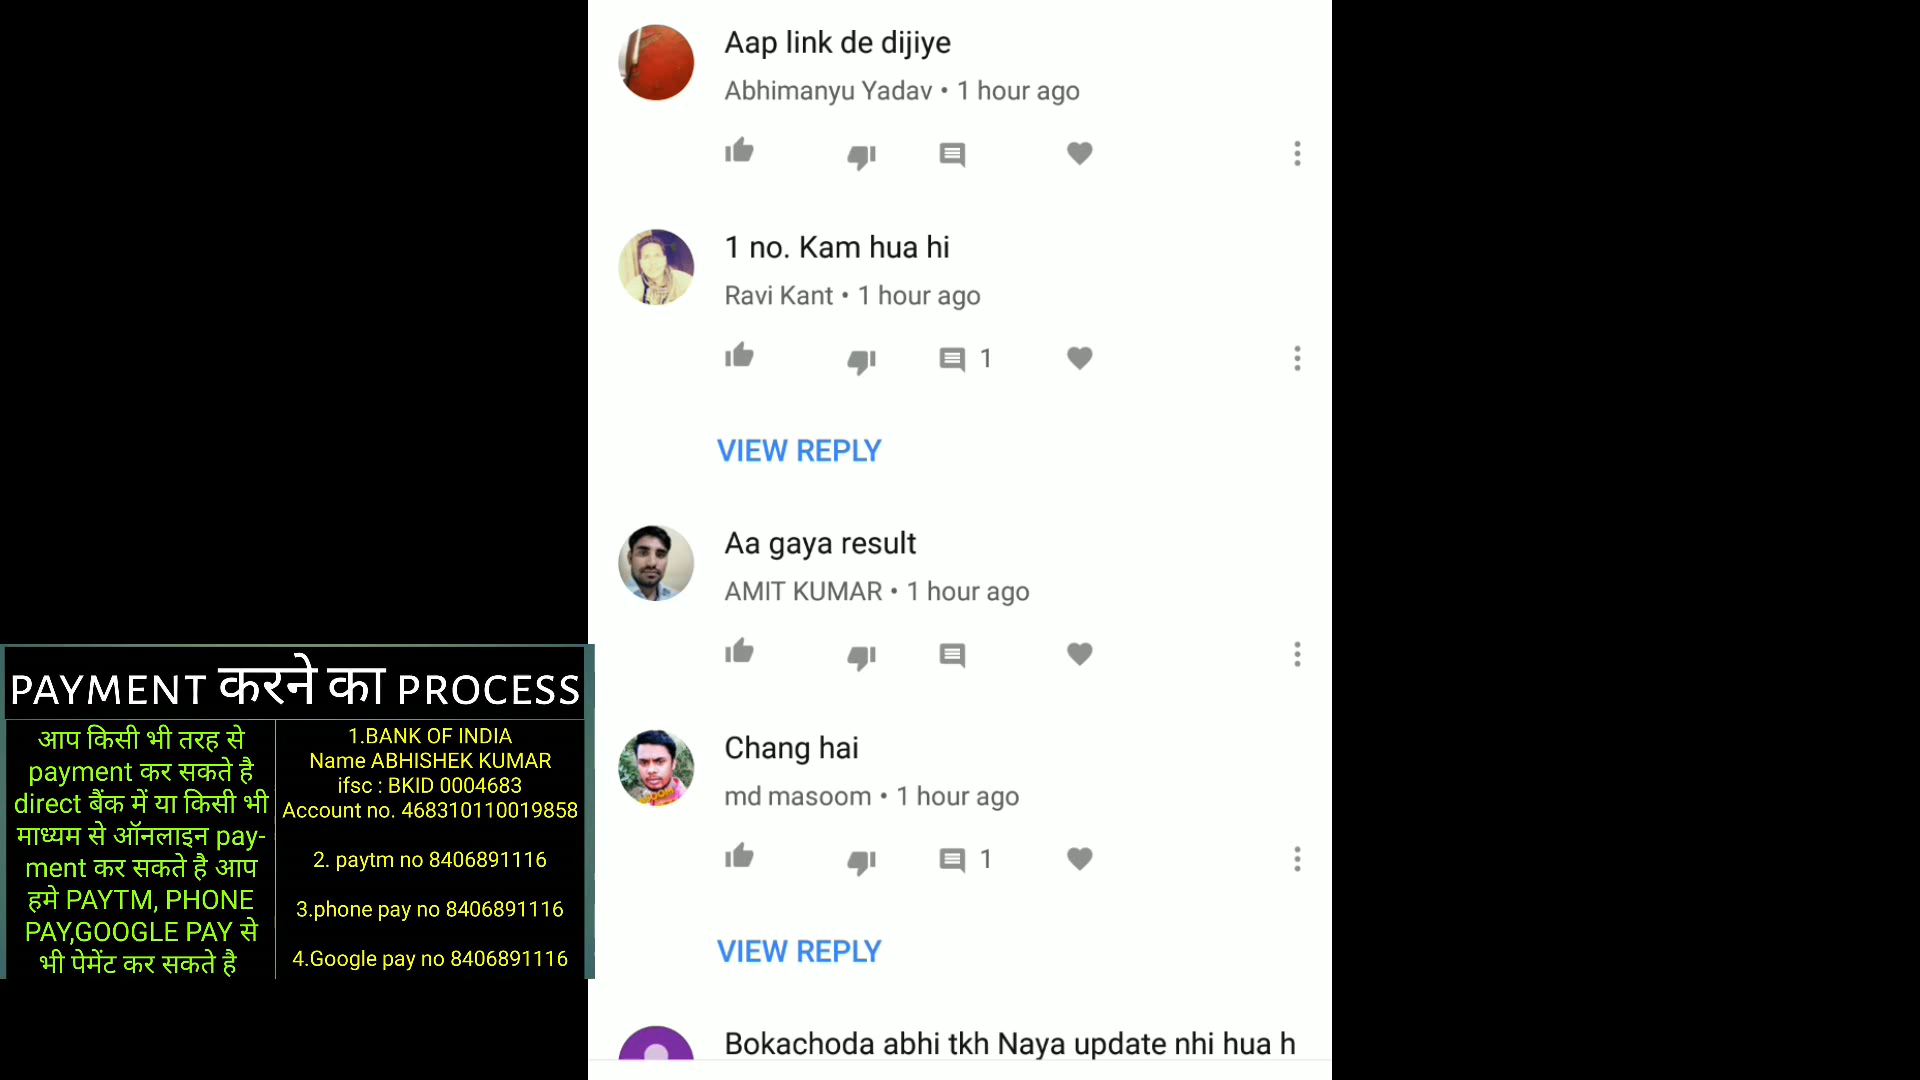 Aap link de dijiye
Abhimanyu Yadav • 1 hour ago
1 no. Kam hua hi
Ravi Kant • 1 hour ago
1
VIEW REPLY
Aa gaya result
AMIT KUMAR • 1 hour ago
Chang hai
md masoom • 1 hour ago
1
VIEW REPLY
Bokachoda abhi tkh Naya update nhi hua h
PAYMENT करने का PROCESS
आप किसी भी तरह से
payment कर सकते है
direct बैंक में या किसी भी
माध्यम से ऑनलाइन pay-
ment कर सकते है आप
हमे PAYTM, PHONE
PAY,GOOGLE PAY से
भी पेमेंट कर सकते है
1.BANK OF INDIA
Name ABHISHEK KUMAR
ifsc : BKID 0004683
Account no. 468310110019858
2. paytm no 8406891116
3.phone pay no 8406891116
4.Google pay no 8406891116